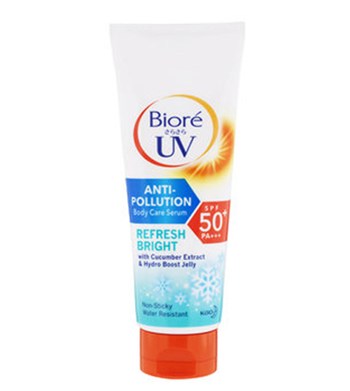 Bioré
さらさら
UV
ANTI-
POLLUTION
Body Care Serum
SPF
50+
PA+++
REFRESH
BRIGHT
with Cucumber Extract
& Hydro Boost Jelly
Non-Sticky
Water Resistant
KAO